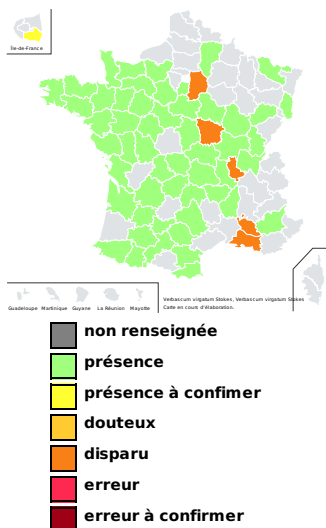 Île-de-France
Guadeloupe Martinique Guyane La Réunion Mayotte
Verbascum virgatum Stokes, Verbascum virgatum Stokes
Carte en cours d'élaboration.
non renseignée
présence
présence à confimer
douteux
disparu
erreur
erreur à confirmer